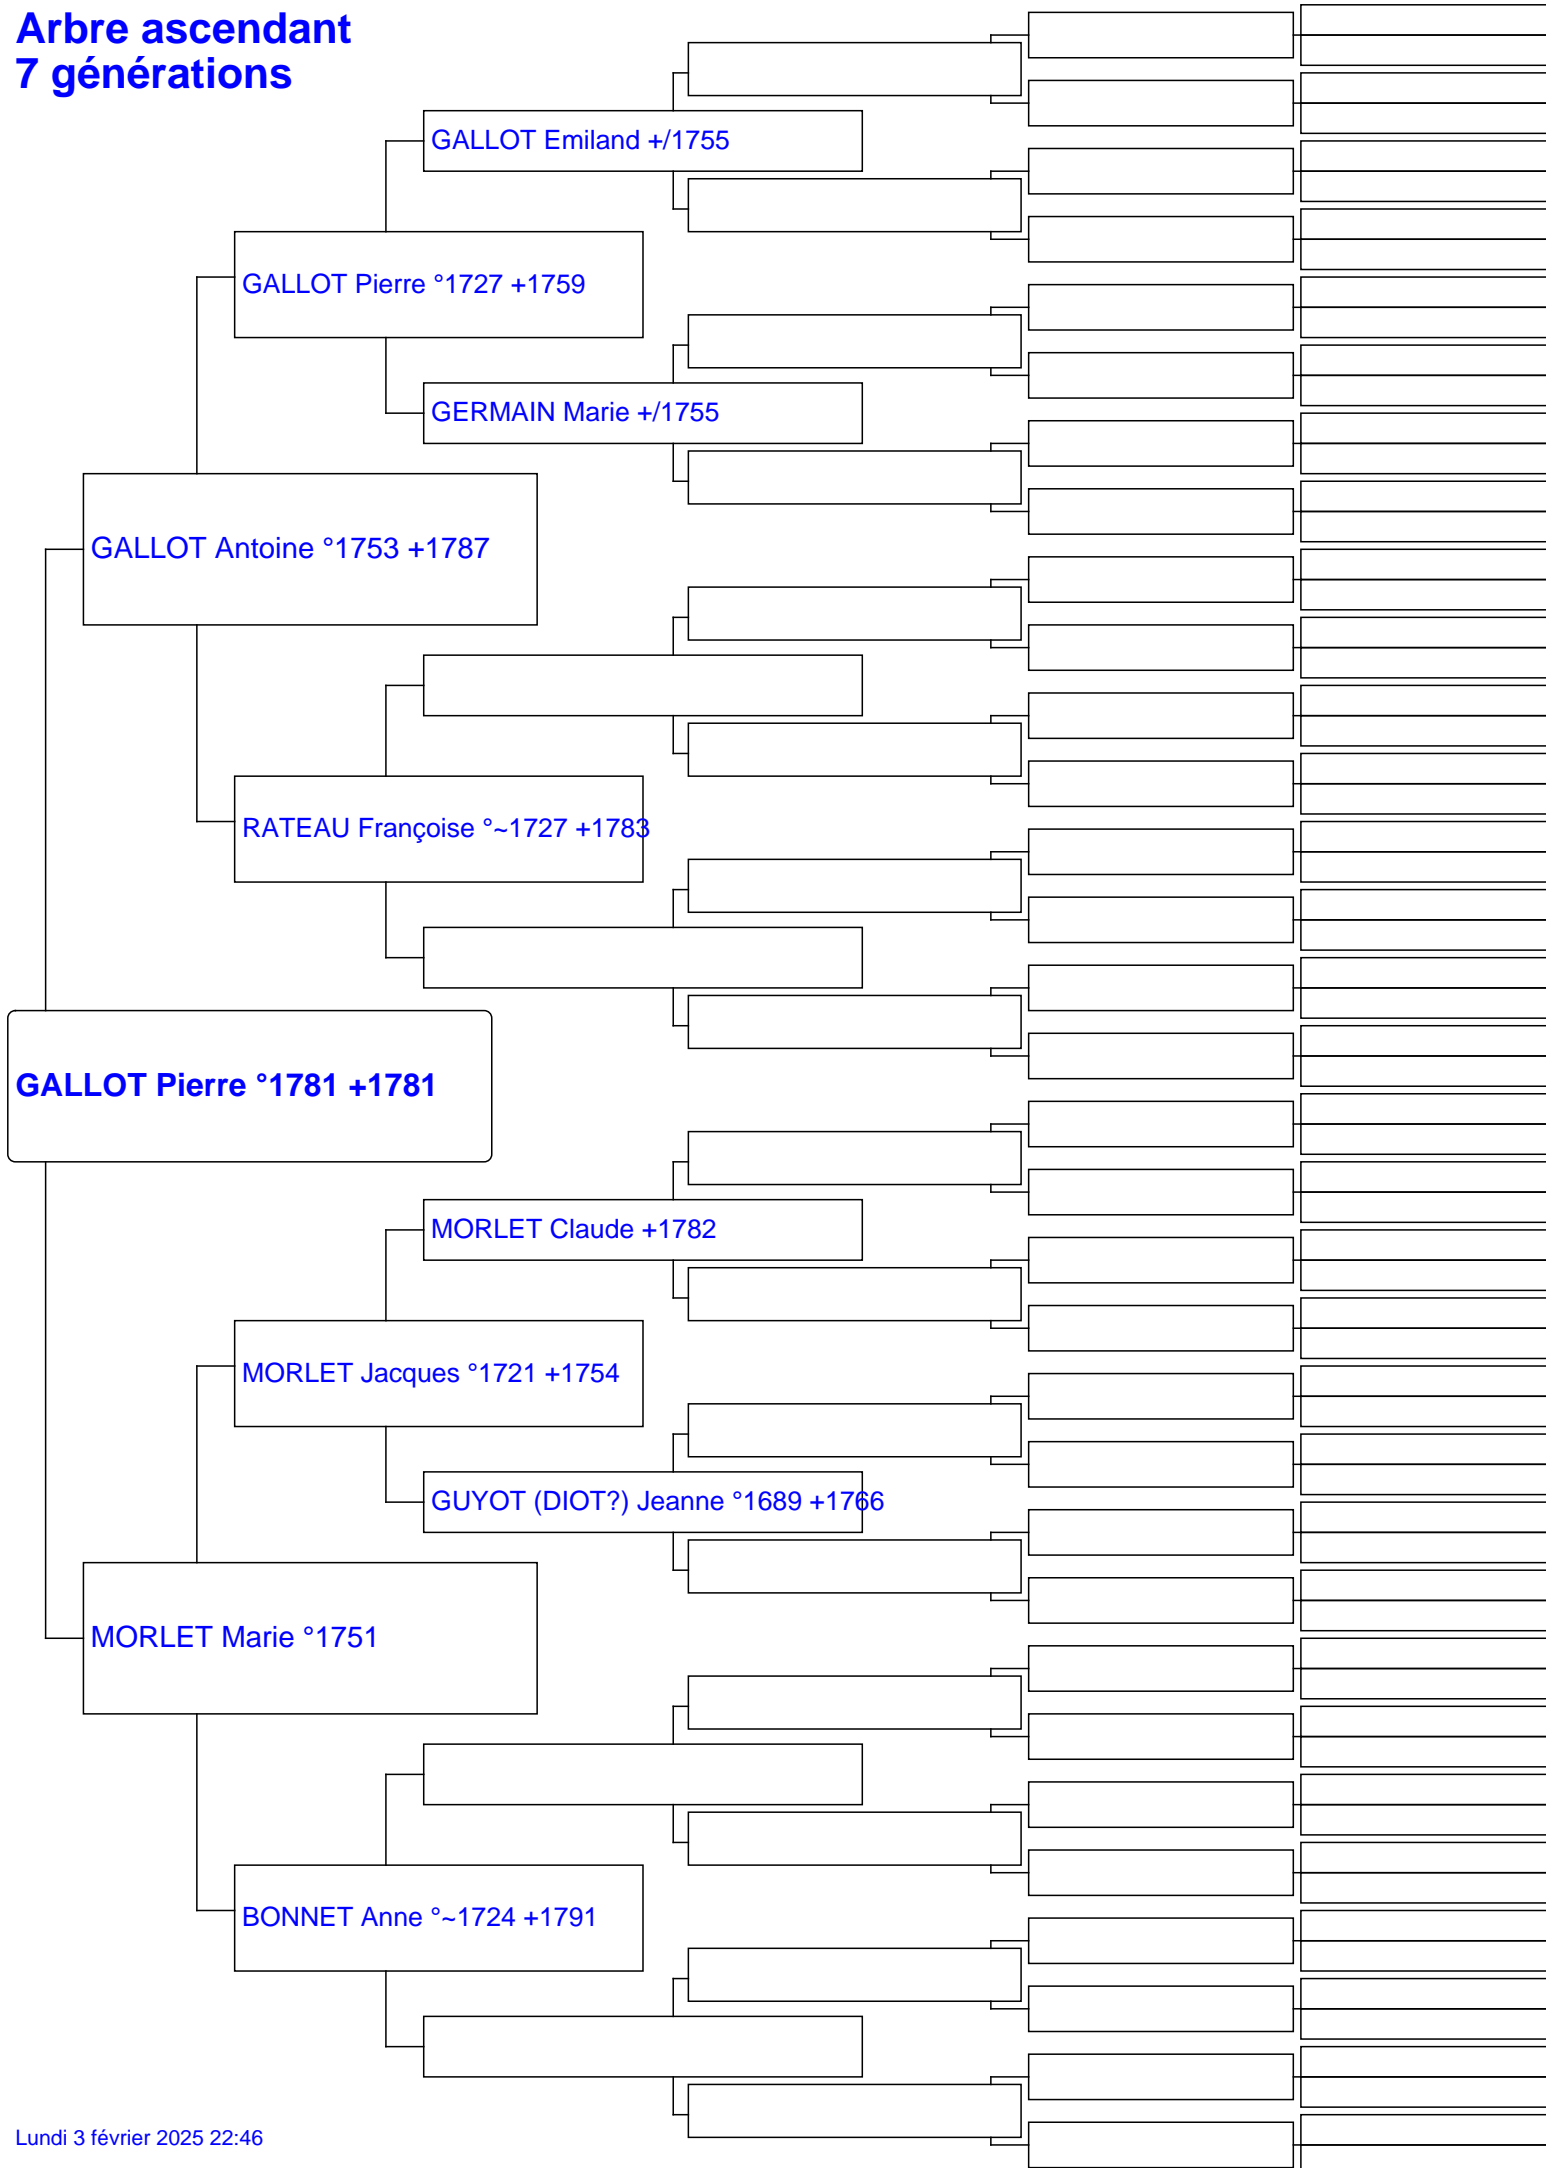 Arbre ascendant
7 générations
GALLOT Emiland +/1755
GALLOT Pierre °1727 +1759
GERMAIN Marie +/1755
GALLOT Antoine °1753 +1787
RATEAU Françoise °~1727 +1783
GALLOT Pierre °1781 +1781
MORLET Claude +1782
MORLET Jacques °1721 +1754
GUYOT (DIOT?) Jeanne °1689 +1766
MORLET Marie °1751
BONNET Anne °~1724 +1791
Lundi 3 février 2025 22:46